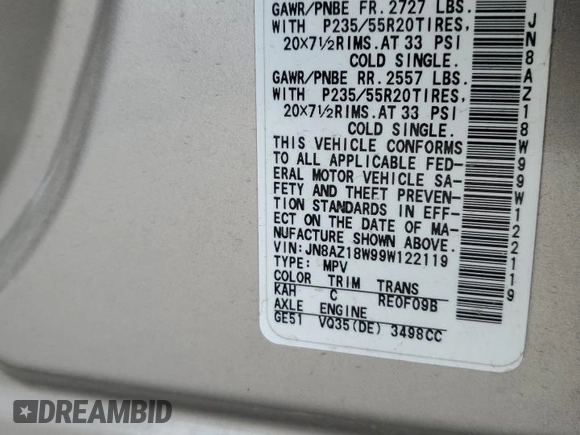 GAWR/PNBE FR. 2727 LBS.
WITH P235/55R20TIRES,
20×7½RIMS.AT 33 PSI
COLD SINGLE.
GAWR/PNBE RR. 2557 LBS.
WITH P235/55R20TIRES,
20×7½RIMS.AT 33 PSI
COLD SINGLE.
THIS VEHICLE CONFORMS
TO ALL APPLICABLE FED-
ERAL MOTOR VEHICLE SA-
FETY AND THEFT PREVEN-
TION STANDARDS IN EFF-
ECT ON THE DATE OF MA-
NUFACTURE SHOWN ABOVE.
VIN:JN8AZ18W99W122119
TYPE: MPV
COLOR TRIM TRANS
KAH C RE0F09B
AXLE ENGINE
GE51 VQ35(DE) 3498CC
JN8AZ18W99W122119
DREAMBID